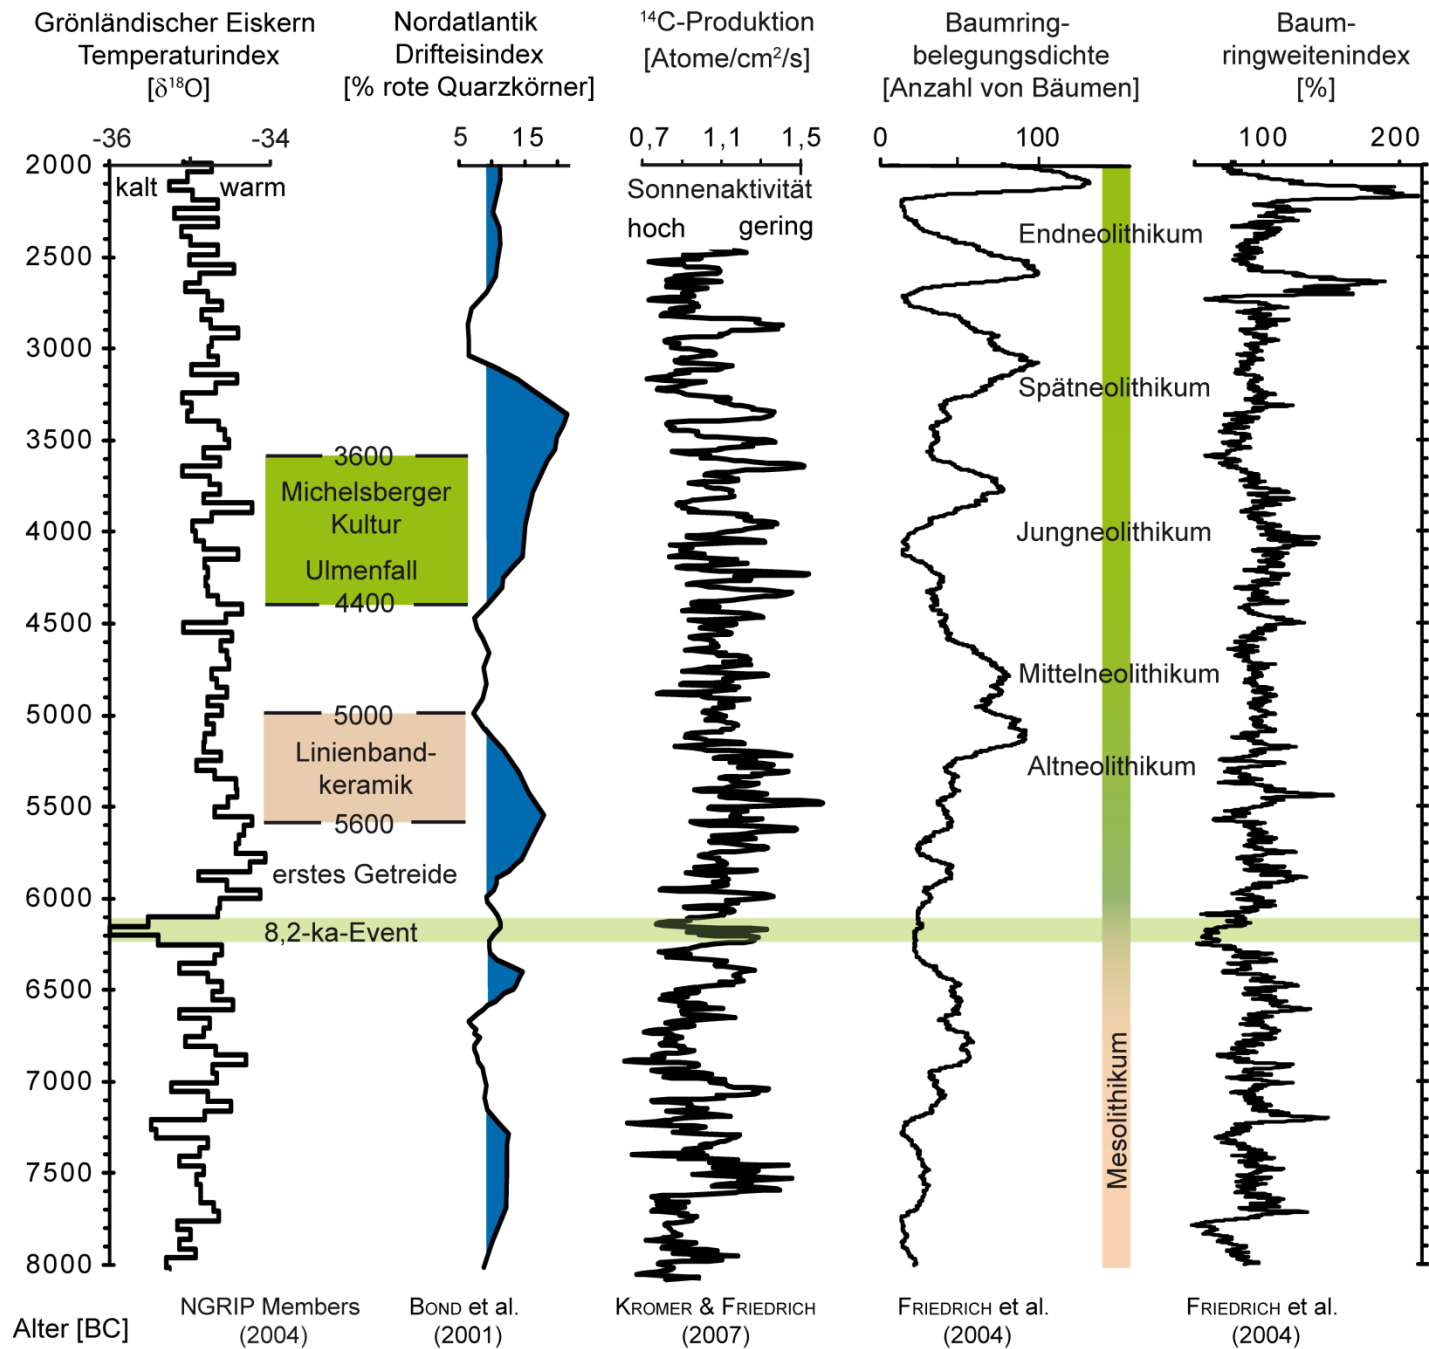 Grönländischer Eiskern
Temperaturindex
[δ¹⁸O]
Nordatlantik
Drifteisindex
[% rote Quarzkörner]
¹⁴C-Produktion
[Atome/cm²/s]
Baumring-
belegungsdichte
[Anzahl von Bäumen]
Baum-
ringweitenindex
[%]
-36 -34
5 15
0,7 1,1 1,5
0 100
100 200
kalt warm
Sonnenaktivität
hoch gering
2000
2500
3000
3500
4000
4500
5000
5500
6000
6500
7000
7500
8000
3600
Michelsberger
Kultur
Ulmenfall
4400
5000
Linienband-
keramik
5600
erstes Getreide
8,2-ka-Event
Endneolithikum
Spätneolithikum
Jungneolithikum
Mittelneolithikum
Altneolithikum
Mesolithikum
Alter [BC]
NGRIP Members
(2004)
BOND et al.
(2001)
KROMER & FRIEDRICH
(2007)
FRIEDRICH et al.
(2004)
FRIEDRICH et al.
(2004)